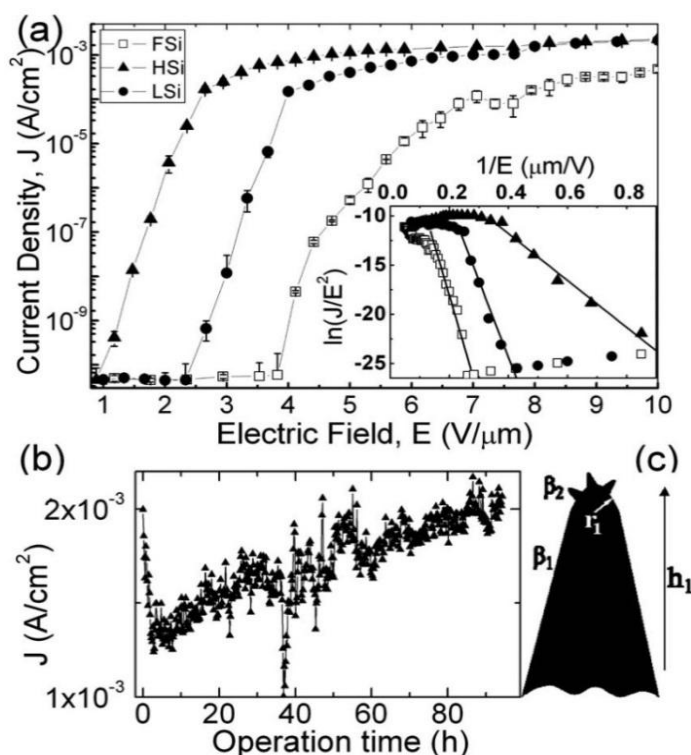 (a)
FSi
HSi
LSi
10⁻³
10⁻⁵
10⁻⁷
10⁻⁹
Current Density, J (A/cm²)
1 2 3 4 5 6 7 8 9 10
Electric Field, E (V/μm)
1/E (μm/V)
0.0 0.2 0.4 0.6 0.8
-10
-15
-20
-25
ln(J/E²)
(b)
2x10⁻³
1x10⁻³
J (A/cm²)
0 20 40 60 80
Operation time (h)
(c)
β₂
r₁
β₁
h₁